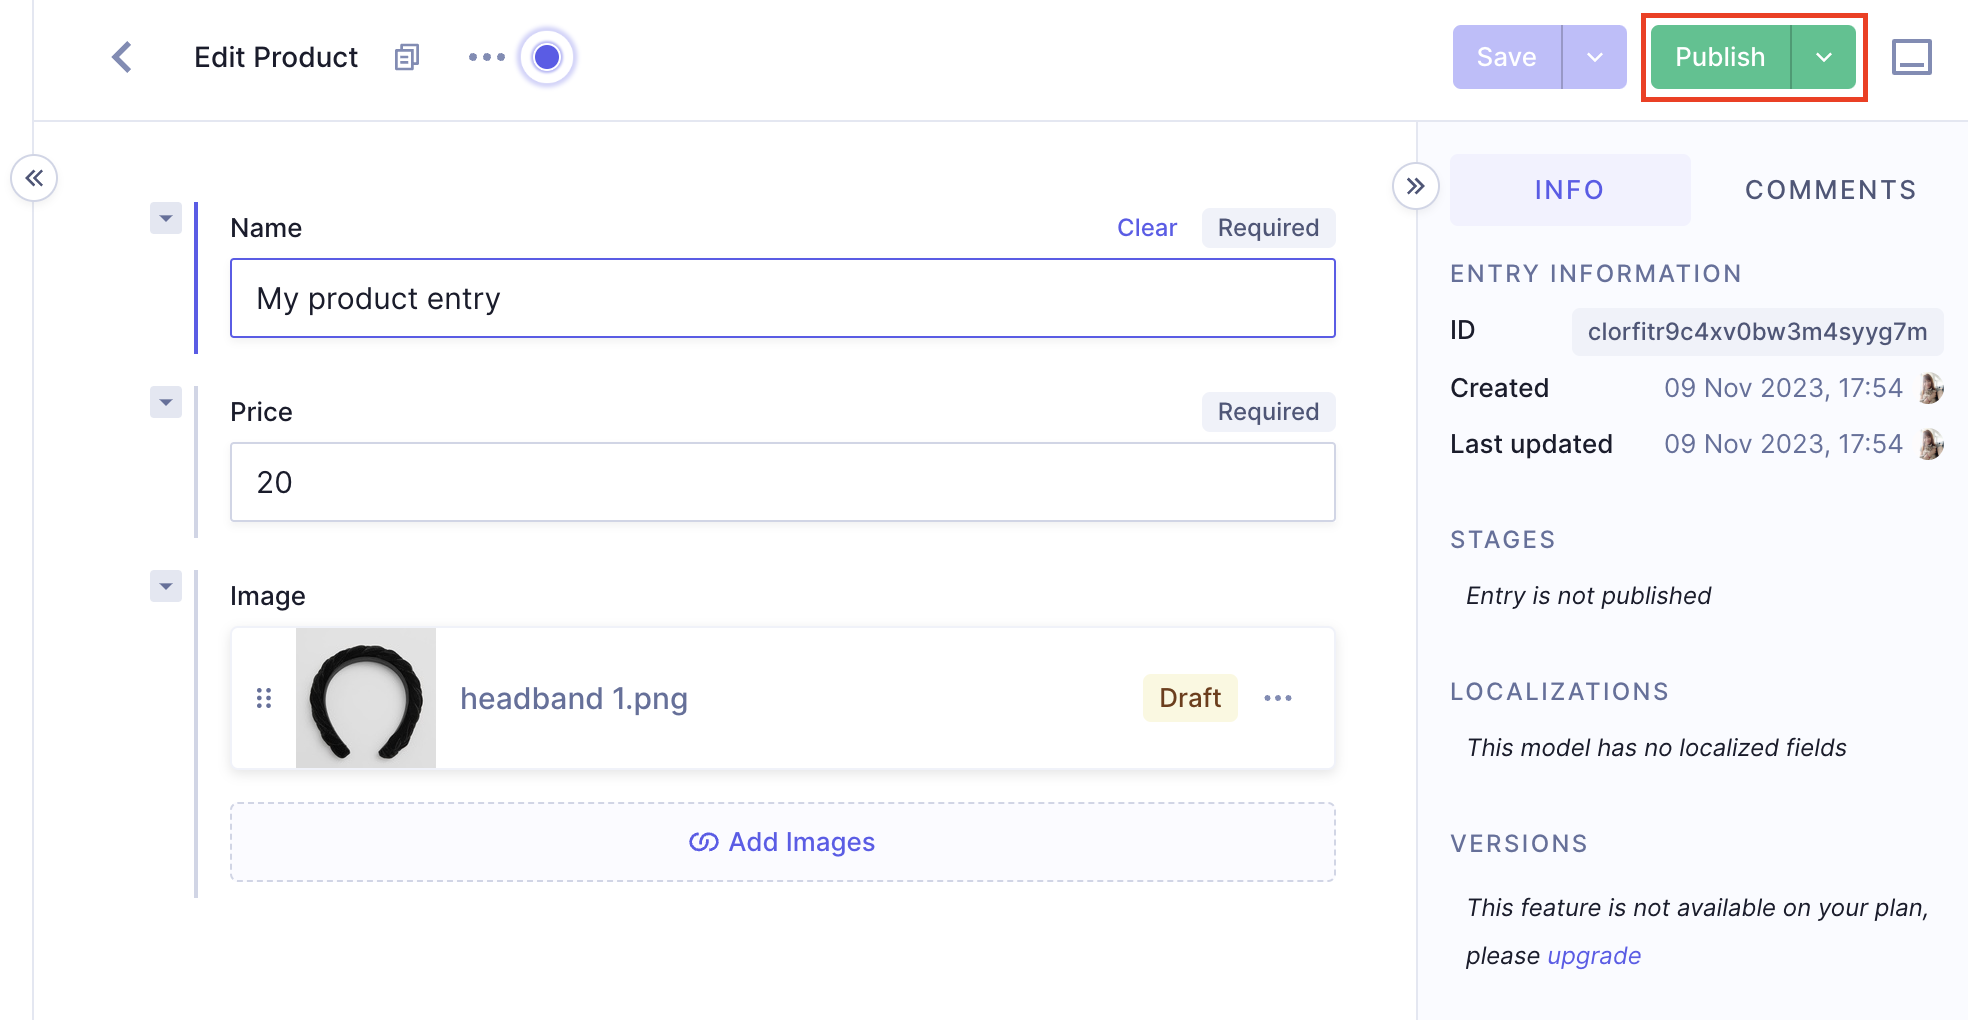 Edit Product
Save
Publish
Name
Clear
Required
My product entry
Price
Required
20
Image
headband 1.png
Draft
Add Images
INFO
COMMENTS
ENTRY INFORMATION
ID
clorfitr9c4xv0bw3m4syyg7m
Created
09 Nov 2023, 17:54
Last updated
09 Nov 2023, 17:54
STAGES
Entry is not published
LOCALIZATIONS
This model has no localized fields
VERSIONS
This feature is not available on your plan,
please upgrade